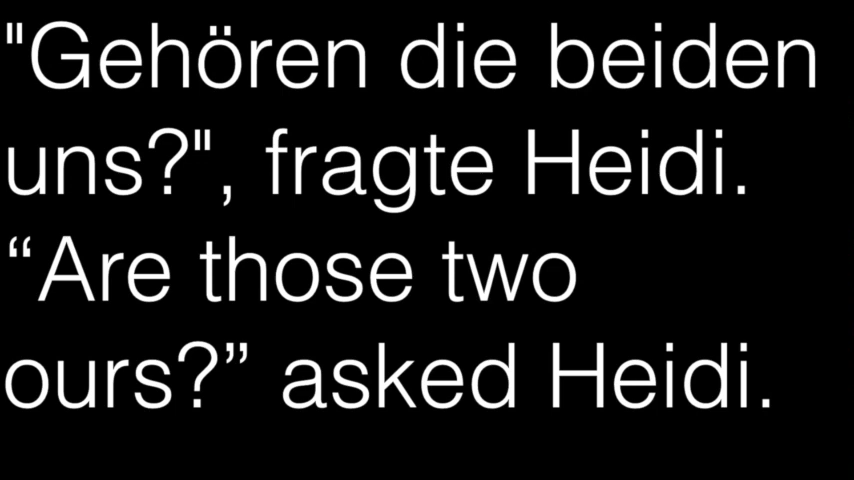 "Gehören die beiden
uns?", fragte Heidi.
“Are those two
ours?” asked Heidi.